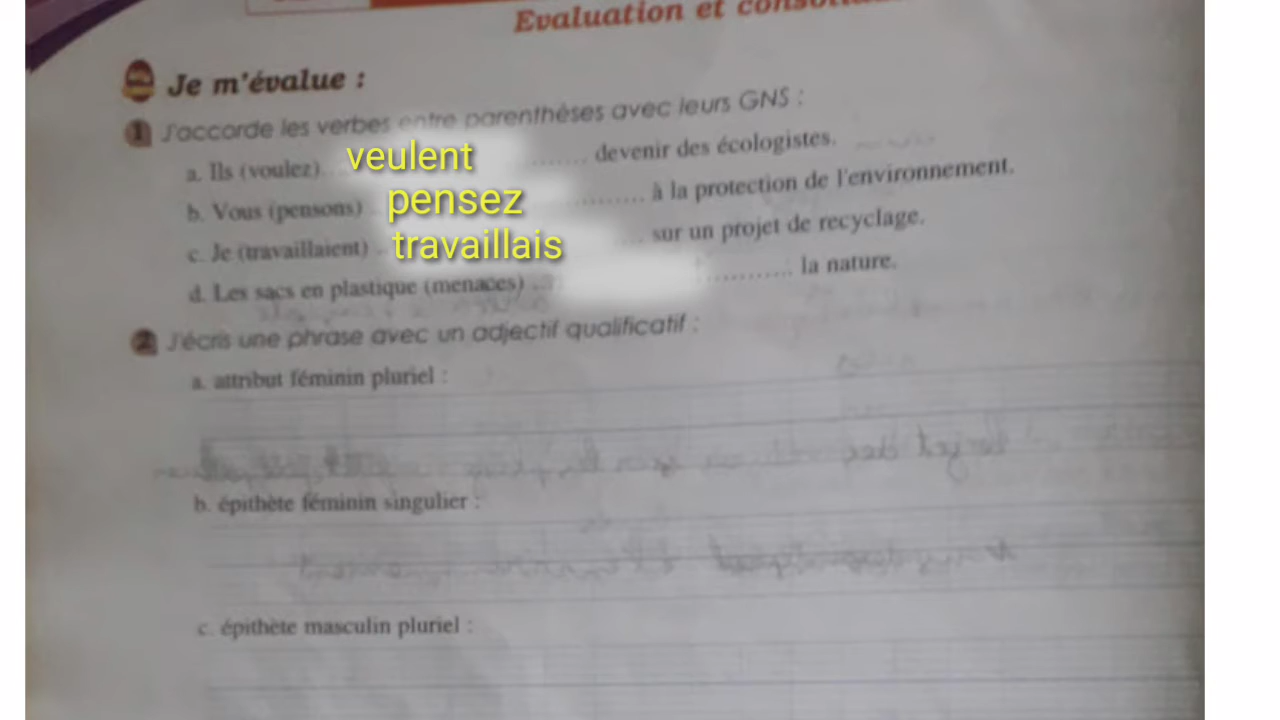 Evaluation et
Je m'évalue :
1 J'accorde les verbes entre parenthèses avec leurs GNS :
a. Ils (voulez) veulent ........ devenir des écologistes.
b. Vous (pensons) pensez ........ à la protection de l'environnement.
c. Je (travaillaient) travaillais ... sur un projet de recyclage.
d. Les sacs en plastique (menaces) ........... la nature.
2 J'écris une phrase avec un adjectif qualificatif :
a. attribut féminin pluriel :
b. épithète féminin singulier :
c. épithète masculin pluriel :